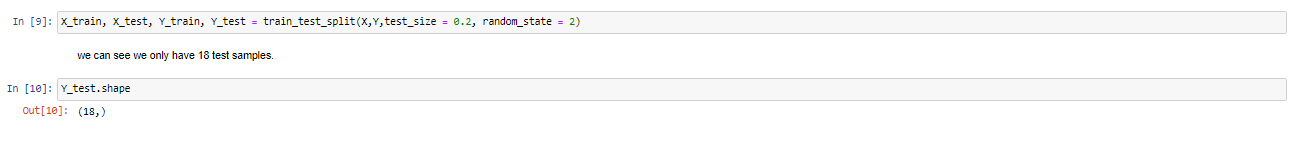 In [9]: X_train, X_test, Y_train, Y_test = train_test_split(X,Y,test_size = 0.2, random_state = 2)
we can see we only have 18 test samples.
In [10]: Y_test.shape
Out[10]: (18,)